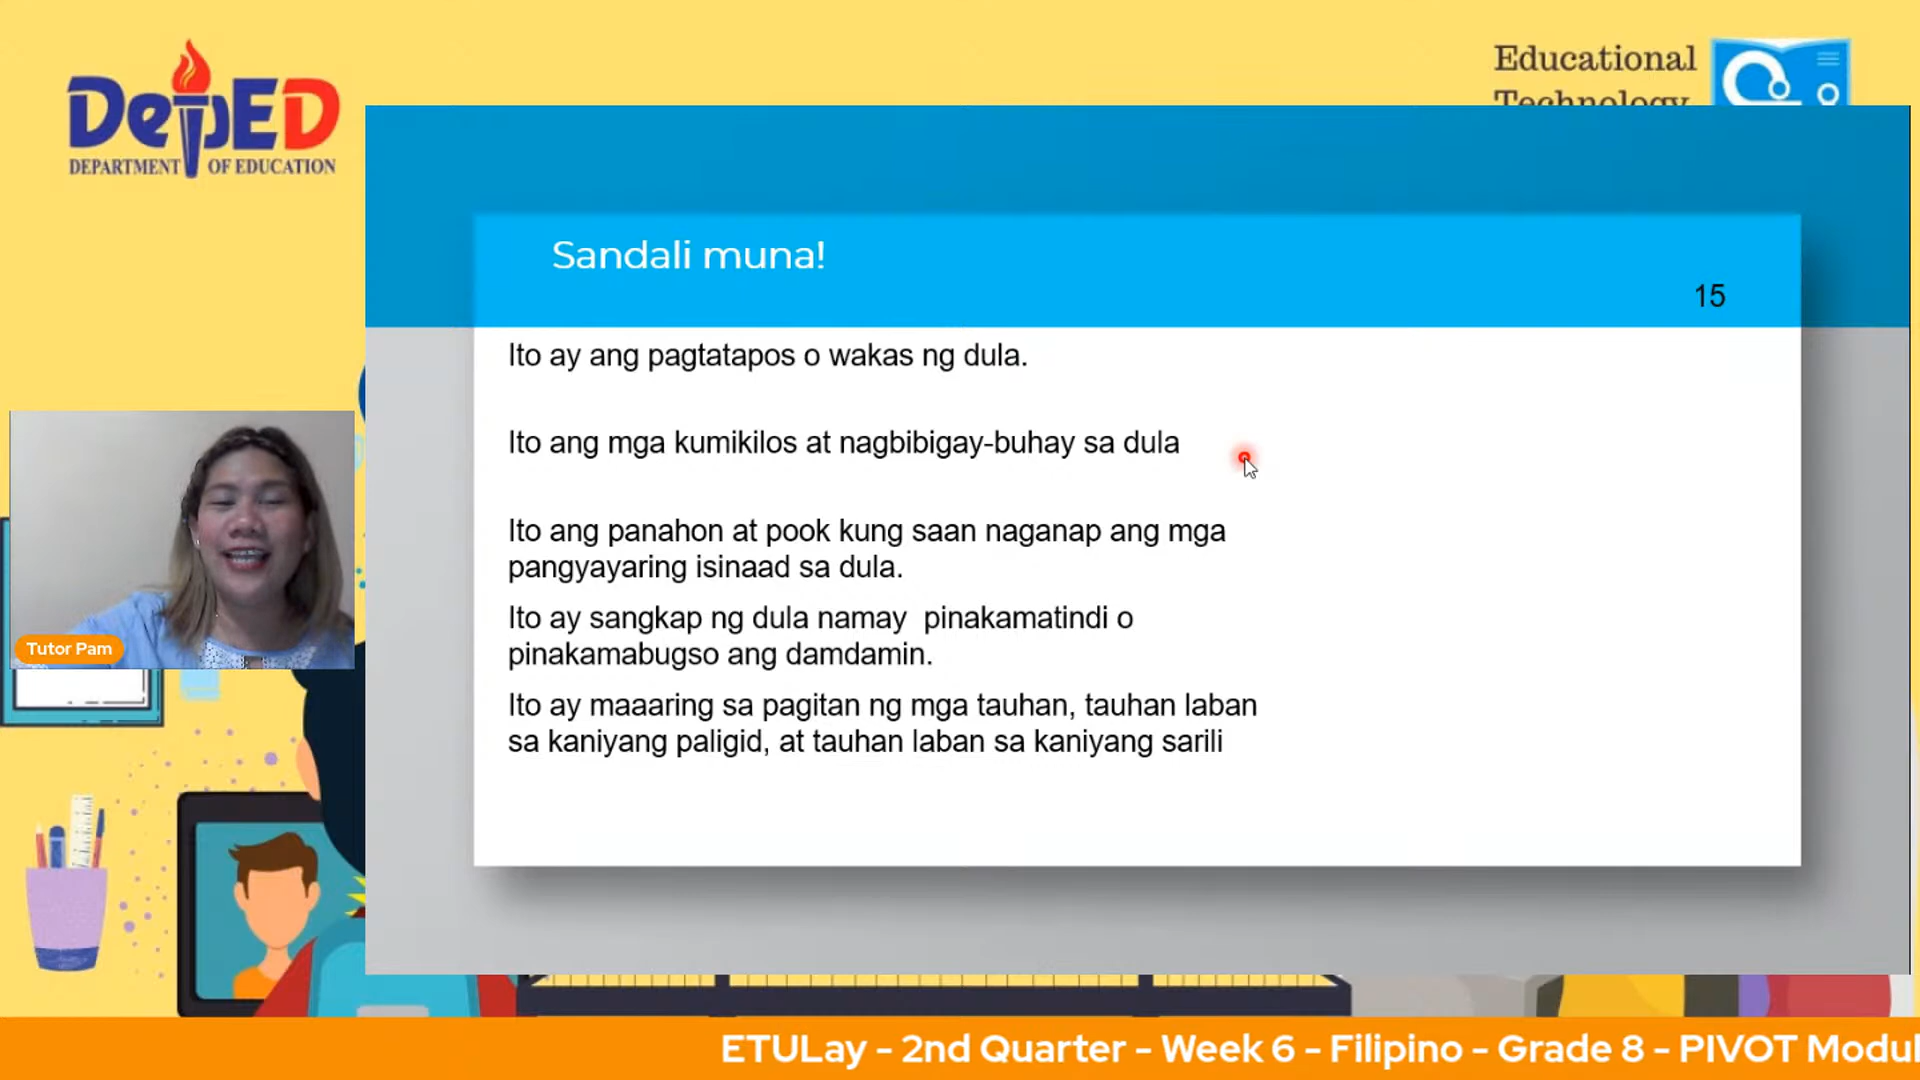 DepED
DEPARTMENT OF EDUCATION
Educational
Technology
Sandali muna!
15
Ito ay ang pagtatapos o wakas ng dula.
Ito ang mga kumikilos at nagbibigay-buhay sa dula
Ito ang panahon at pook kung saan naganap ang mga
pangyayaring isinaad sa dula.
Ito ay sangkap ng dula namay pinakamatindi o
pinakamabugso ang damdamin.
Ito ay maaaring sa pagitan ng mga tauhan, tauhan laban
sa kaniyang paligid, at tauhan laban sa kaniyang sarili
Tutor Pam
ETULay - 2nd Quarter - Week 6 - Filipino - Grade 8 - PIVOT Modul